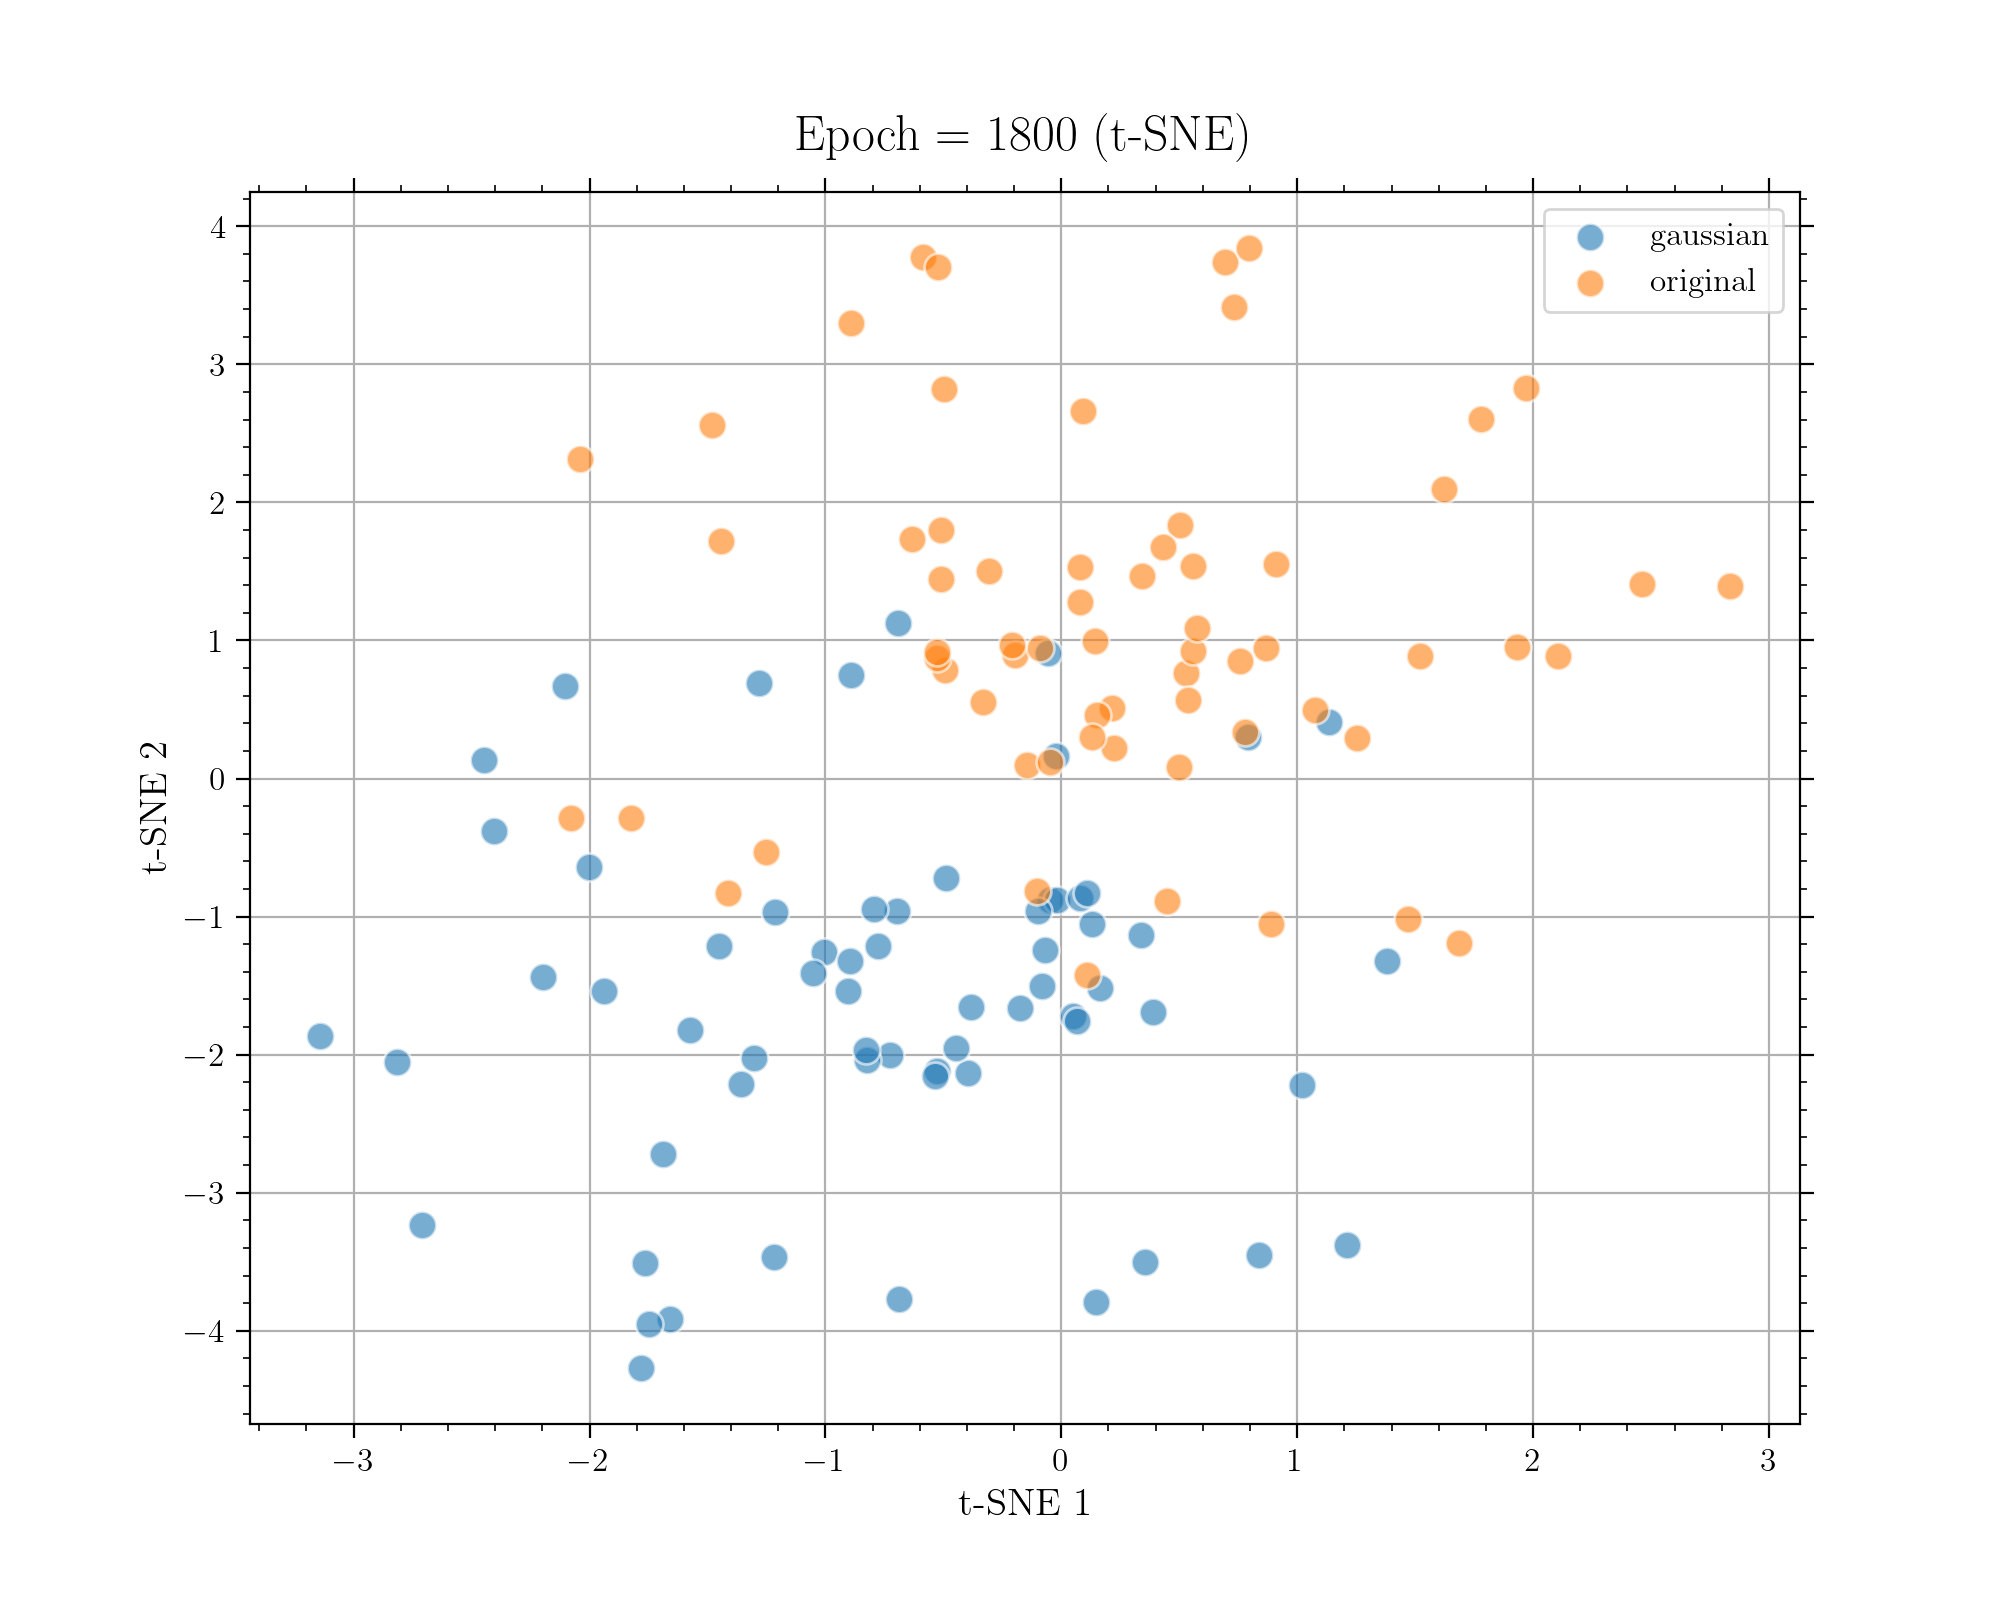 Epoch = 1800 (t-SNE)
gaussian
original
4
3
2
1
0
−1
−2
−3
−4
t-SNE 2
−3 −2 −1 0 1 2 3
t-SNE 1